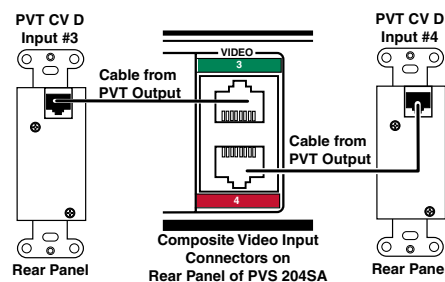 PVT CV D
Input #3
PVT CV D
Input #4
VIDEO
3
Cable from
PVT Output
Cable from
PVT Output
4
Rear Panel
Composite Video Input
Connectors on
Rear Panel of PVS 204SA
Rear Pane